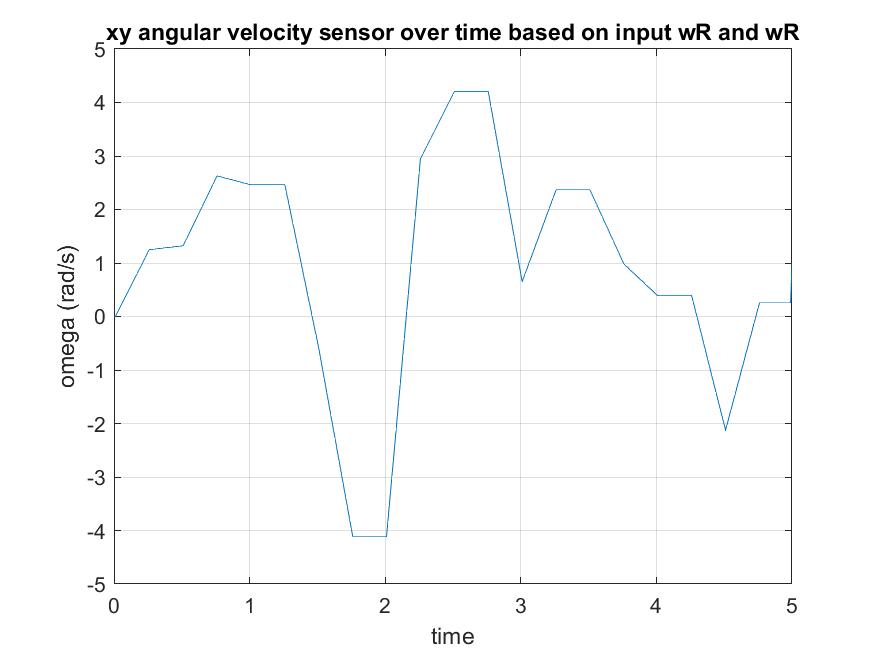 xy angular velocity sensor over time based on input wR and wR
5
4
3
2
1
0
-1
-2
-3
-4
-5
omega (rad/s)
0 1 2 3 4 5
time